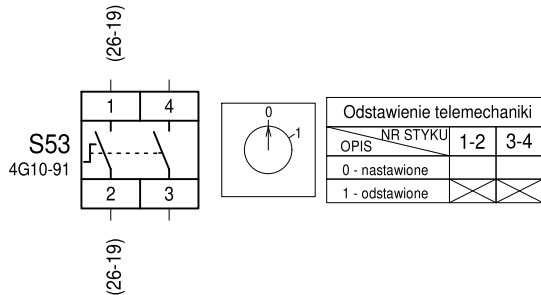 (26-19)
1 4
S53
4G10-91
2 3
(26-19)
0
1
Odstawienie telemechaniki
NR STYKU
OPIS
1-2 3-4
0 - nastawione
1 - odstawione